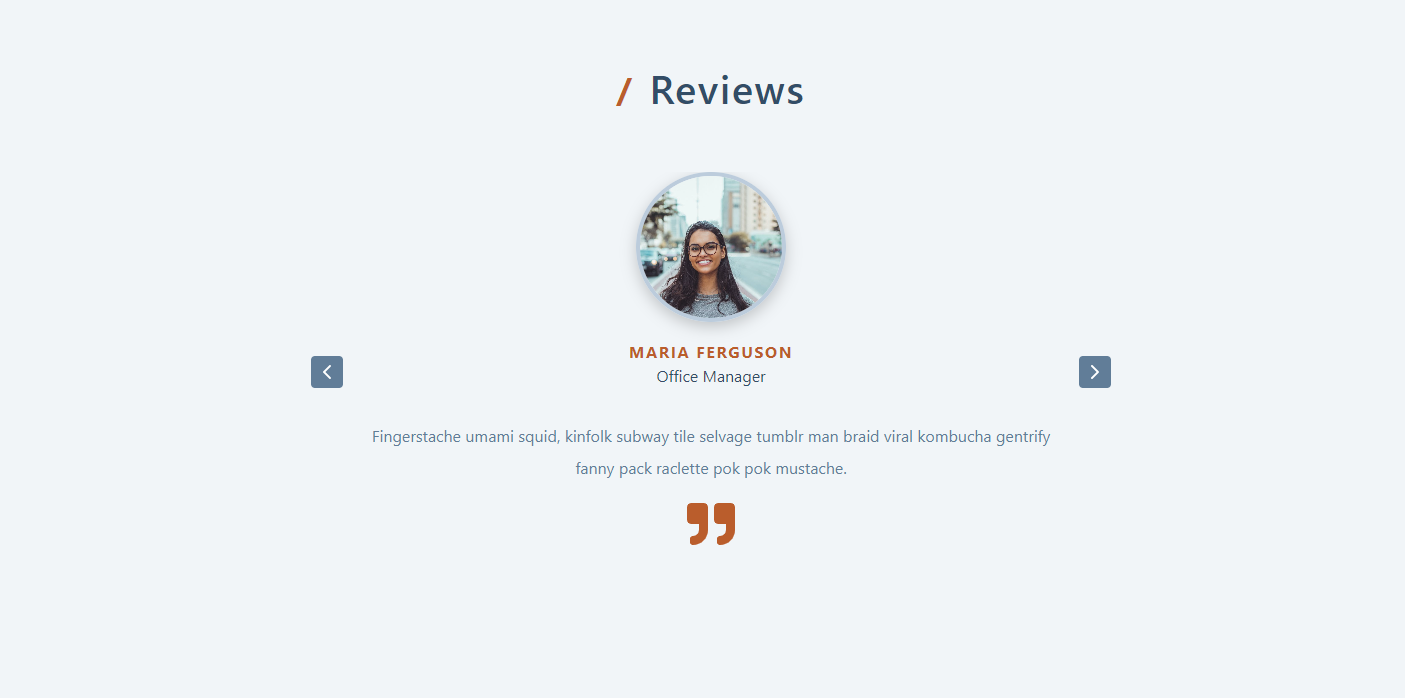 / Reviews
MARIA FERGUSON
Office Manager
Fingerstache umami squid, kinfolk subway tile selvage tumblr man braid viral kombucha gentrify
fanny pack raclette pok pok mustache.